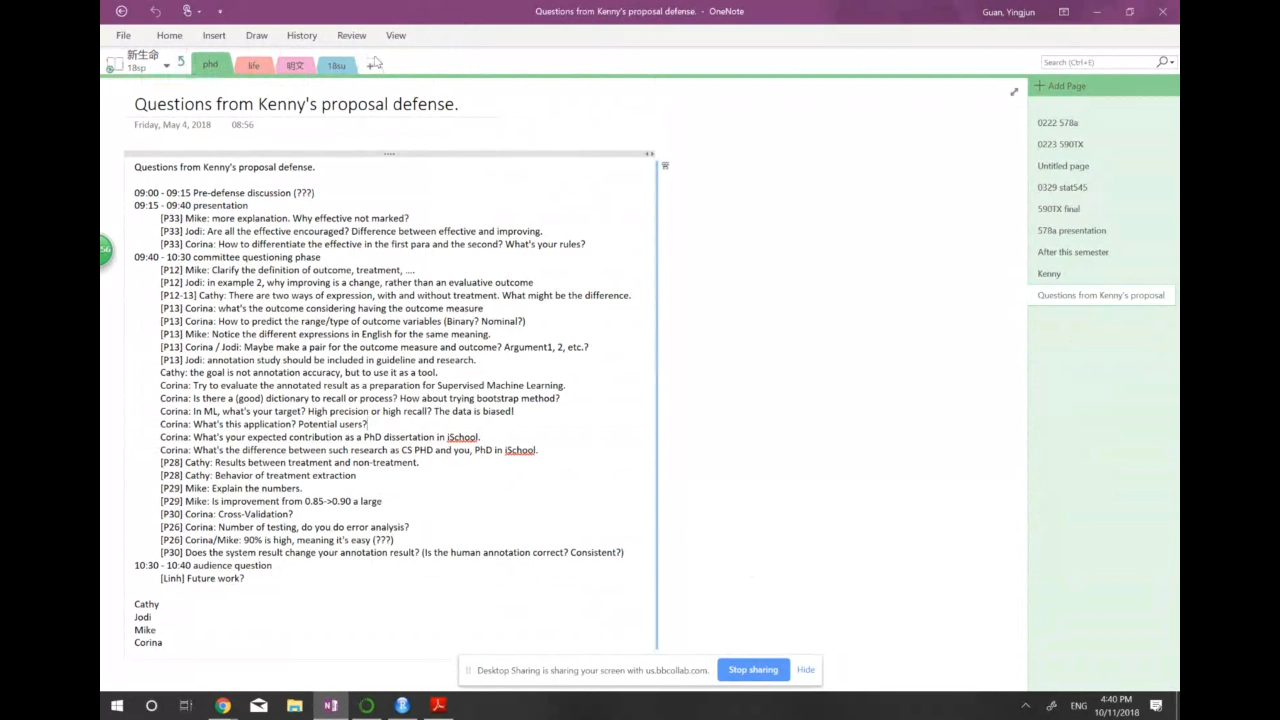 Questions from Kenny's proposal defense. - OneNote
Guan, Yingjun
File Home Insert Draw History Review View
新生命
18sp
phd life 明文 18su
Search (Ctrl+E)
Add Page
Questions from Kenny's proposal defense.
Friday, May 4, 2018 08:56
Questions from Kenny's proposal defense.
09:00 - 09:15 Pre-defense discussion (???)
09:15 - 09:40 presentation
[P33] Mike: more explanation. Why effective not marked?
[P33] Jodi: Are all the effective encouraged? Difference between effective and improving.
[P33] Corina: How to differentiate the effective in the first para and the second? What's your rules?
09:40 - 10:30 committee questioning phase
[P12] Mike: Clarify the definition of outcome, treatment, ....
[P12] Jodi: in example 2, why improving is a change, rather than an evaluative outcome
[P12-13] Cathy: There are two ways of expression, with and without treatment. What might be the difference.
[P13] Corina: what's the outcome considering having the outcome measure
[P13] Corina: How to predict the range/type of outcome variables (Binary? Nominal?)
[P13] Mike: Notice the different expressions in English for the same meaning.
[P13] Corina / Jodi: Maybe make a pair for the outcome measure and outcome? Argument1, 2, etc.?
[P13] Jodi: annotation study should be included in guideline and research.
Cathy: the goal is not annotation accuracy, but to use it as a tool.
Corina: Try to evaluate the annotated result as a preparation for Supervised Machine Learning.
Corina: Is there a (good) dictionary to recall or process? How about trying bootstrap method?
Corina: In ML, what's your target? High precision or high recall? The data is biased!
Corina: What's this application? Potential users?
Corina: What's your expected contribution as a PhD dissertation in iSchool.
Corina: What's the difference between such research as CS PHD and you, PhD in iSchool.
[P28] Cathy: Results between treatment and non-treatment.
[P28] Cathy: Behavior of treatment extraction
[P29] Mike: Explain the numbers.
[P29] Mike: Is improvement from 0.85->0.90 a large
[P30] Corina: Cross-Validation?
[P26] Corina: Number of testing, do you do error analysis?
[P26] Corina/Mike: 90% is high, meaning it's easy (???)
[P30] Does the system result change your annotation result? (Is the human annotation correct? Consistent?)
10:30 - 10:40 audience question
[Linh] Future work?
Cathy
Jodi
Mike
Corina
0222 578a
0223 590TX
Untitled page
0329 stat545
590TX final
578a presentation
After this semester
Kenny
Questions from Kenny's proposal
Desktop Sharing is sharing your screen with us.bbcollab.com. Stop sharing Hide
ENG
4:40 PM
10/11/2018